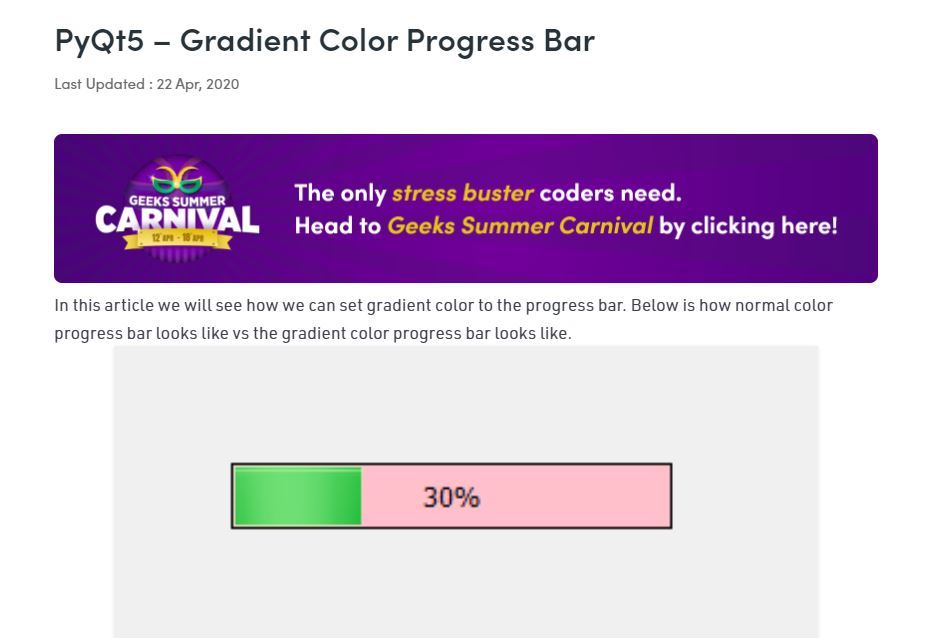 PyQt5 – Gradient Color Progress Bar
Last Updated : 22 Apr, 2020
GEEKS SUMMER
CARNIVAL
12 APR - 18 APR
The only stress buster coders need.
Head to Geeks Summer Carnival by clicking here!
In this article we will see how we can set gradient color to the progress bar. Below is how normal color
progress bar looks like vs the gradient color progress bar looks like.
30%